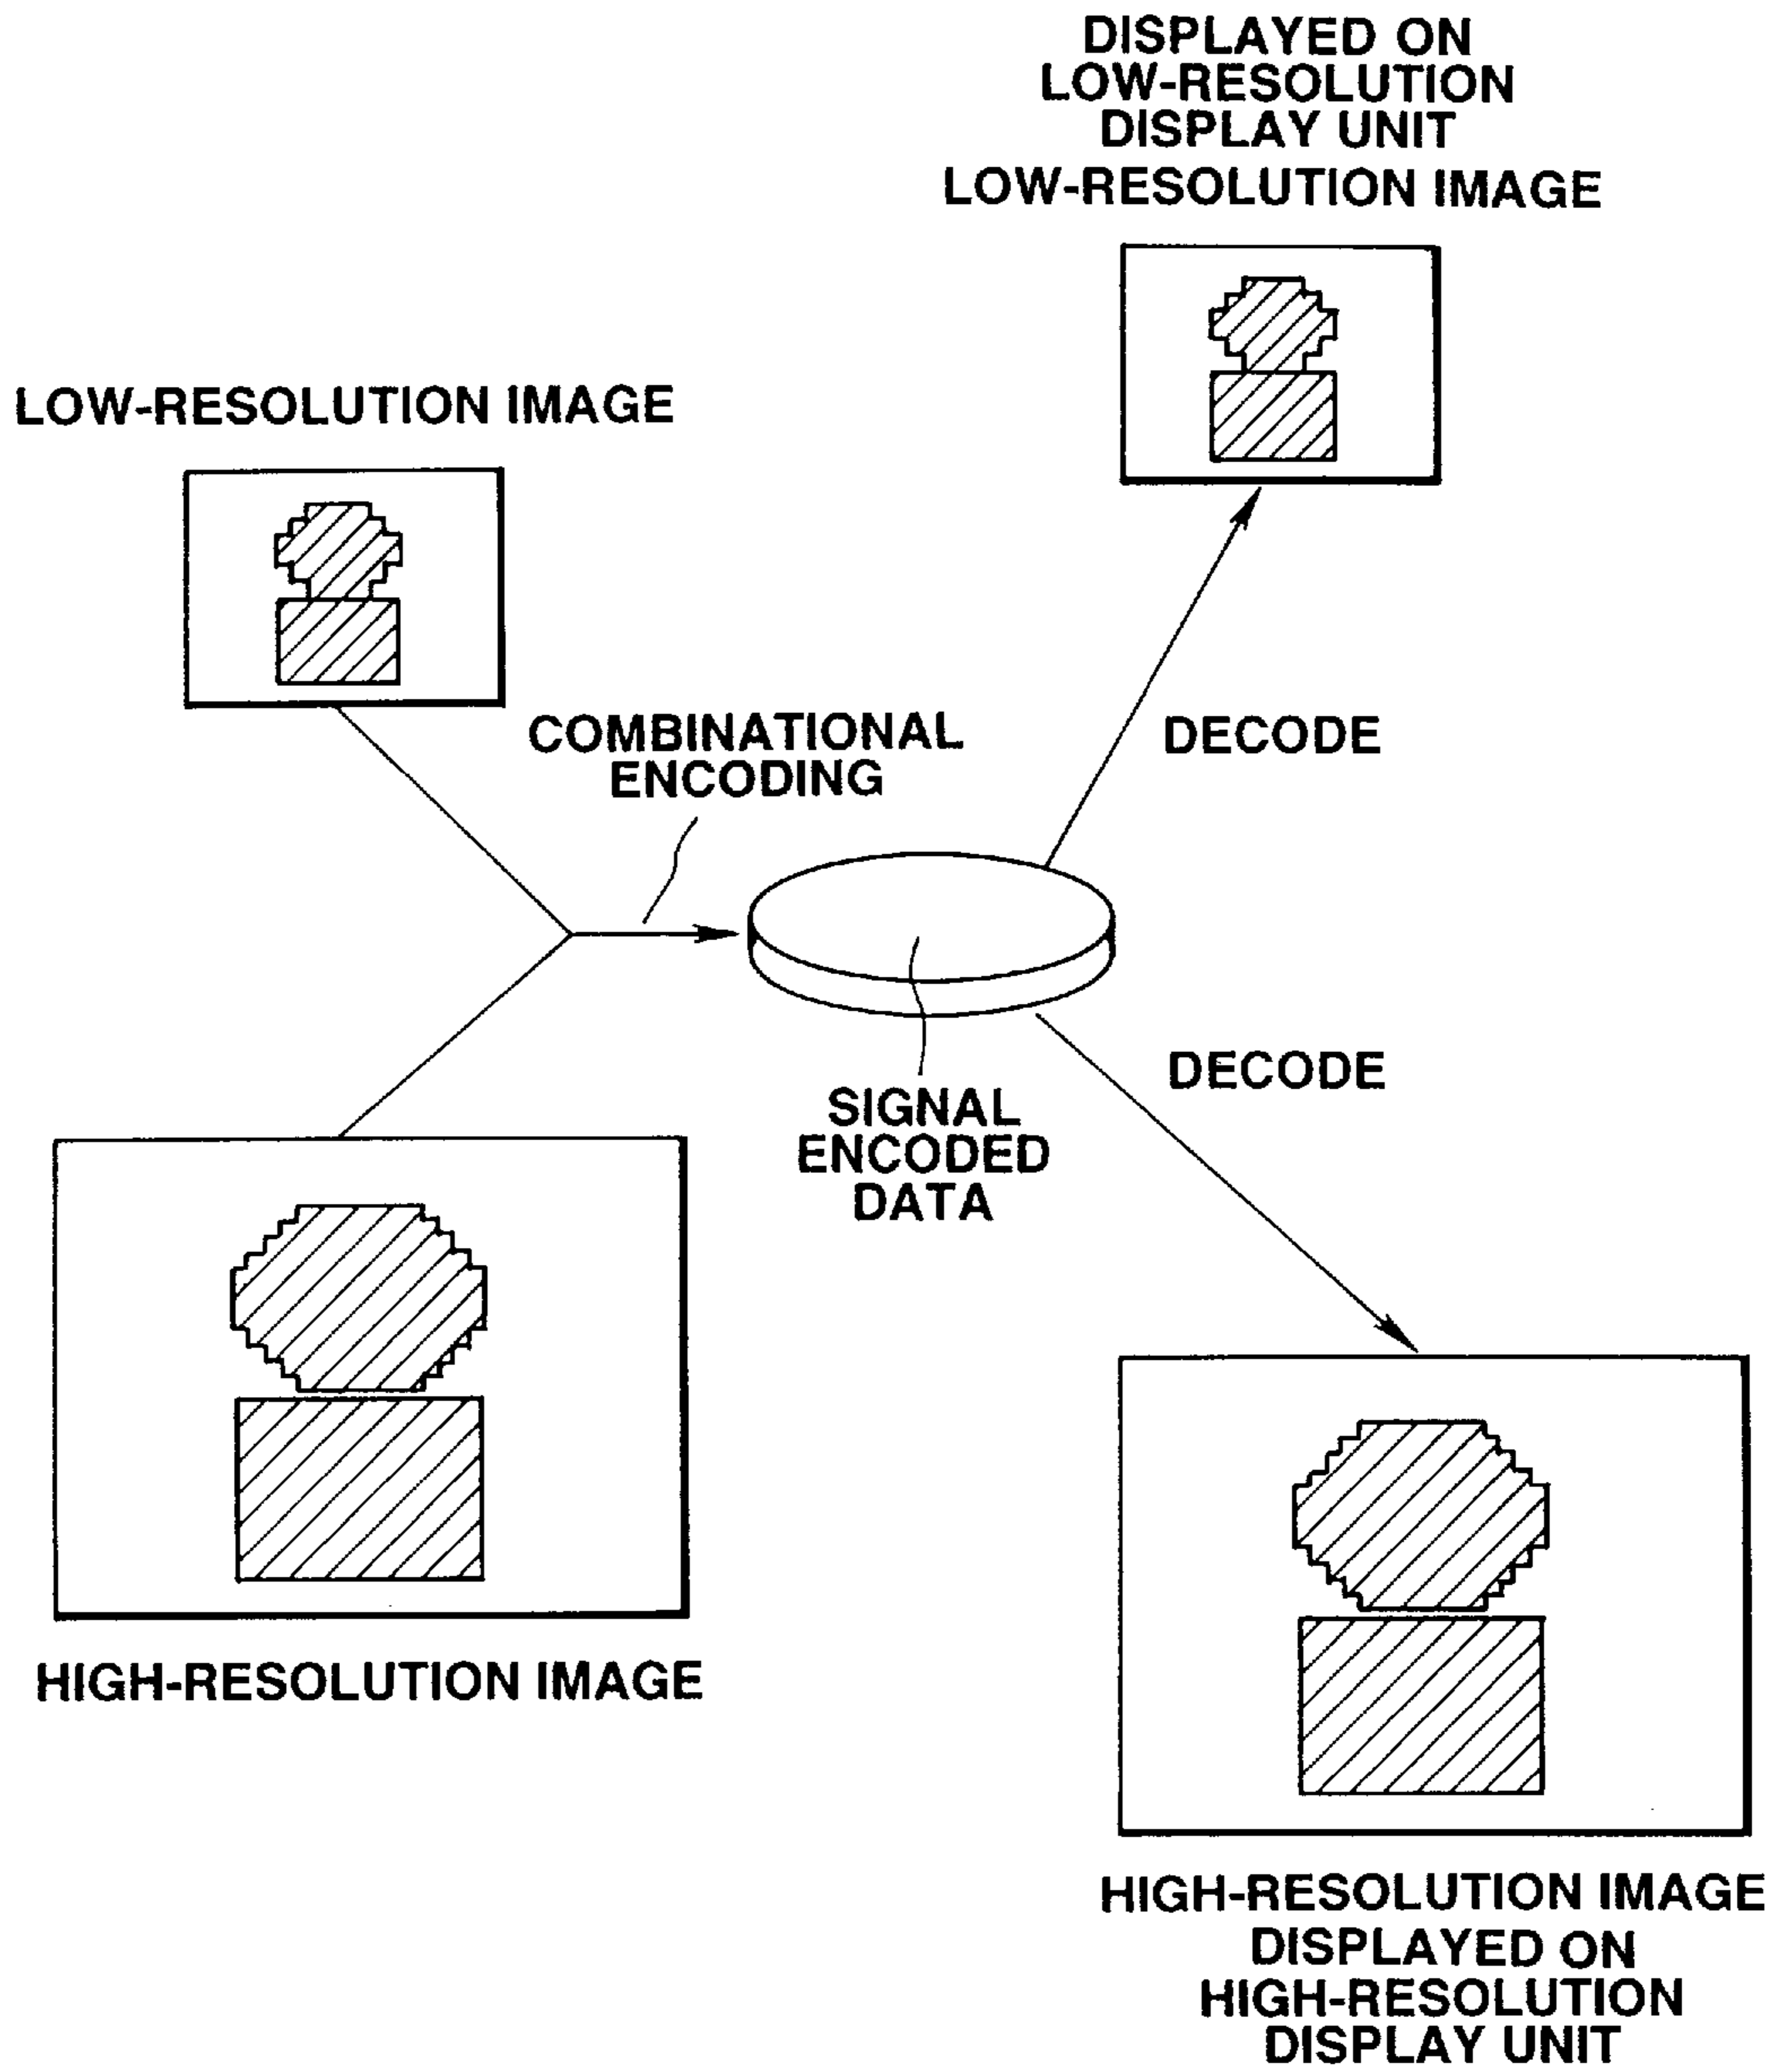 DISPLAYED ON
LOW-RESOLUTION
DISPLAY UNIT
LOW-RESOLUTION IMAGE
LOW-RESOLUTION IMAGE
COMBINATIONAL
ENCODING
DECODE
DECODE
SIGNAL
ENCODED
DATA
HIGH-RESOLUTION IMAGE
HIGH-RESOLUTION IMAGE
DISPLAYED ON
HIGH-RESOLUTION
DISPLAY UNIT